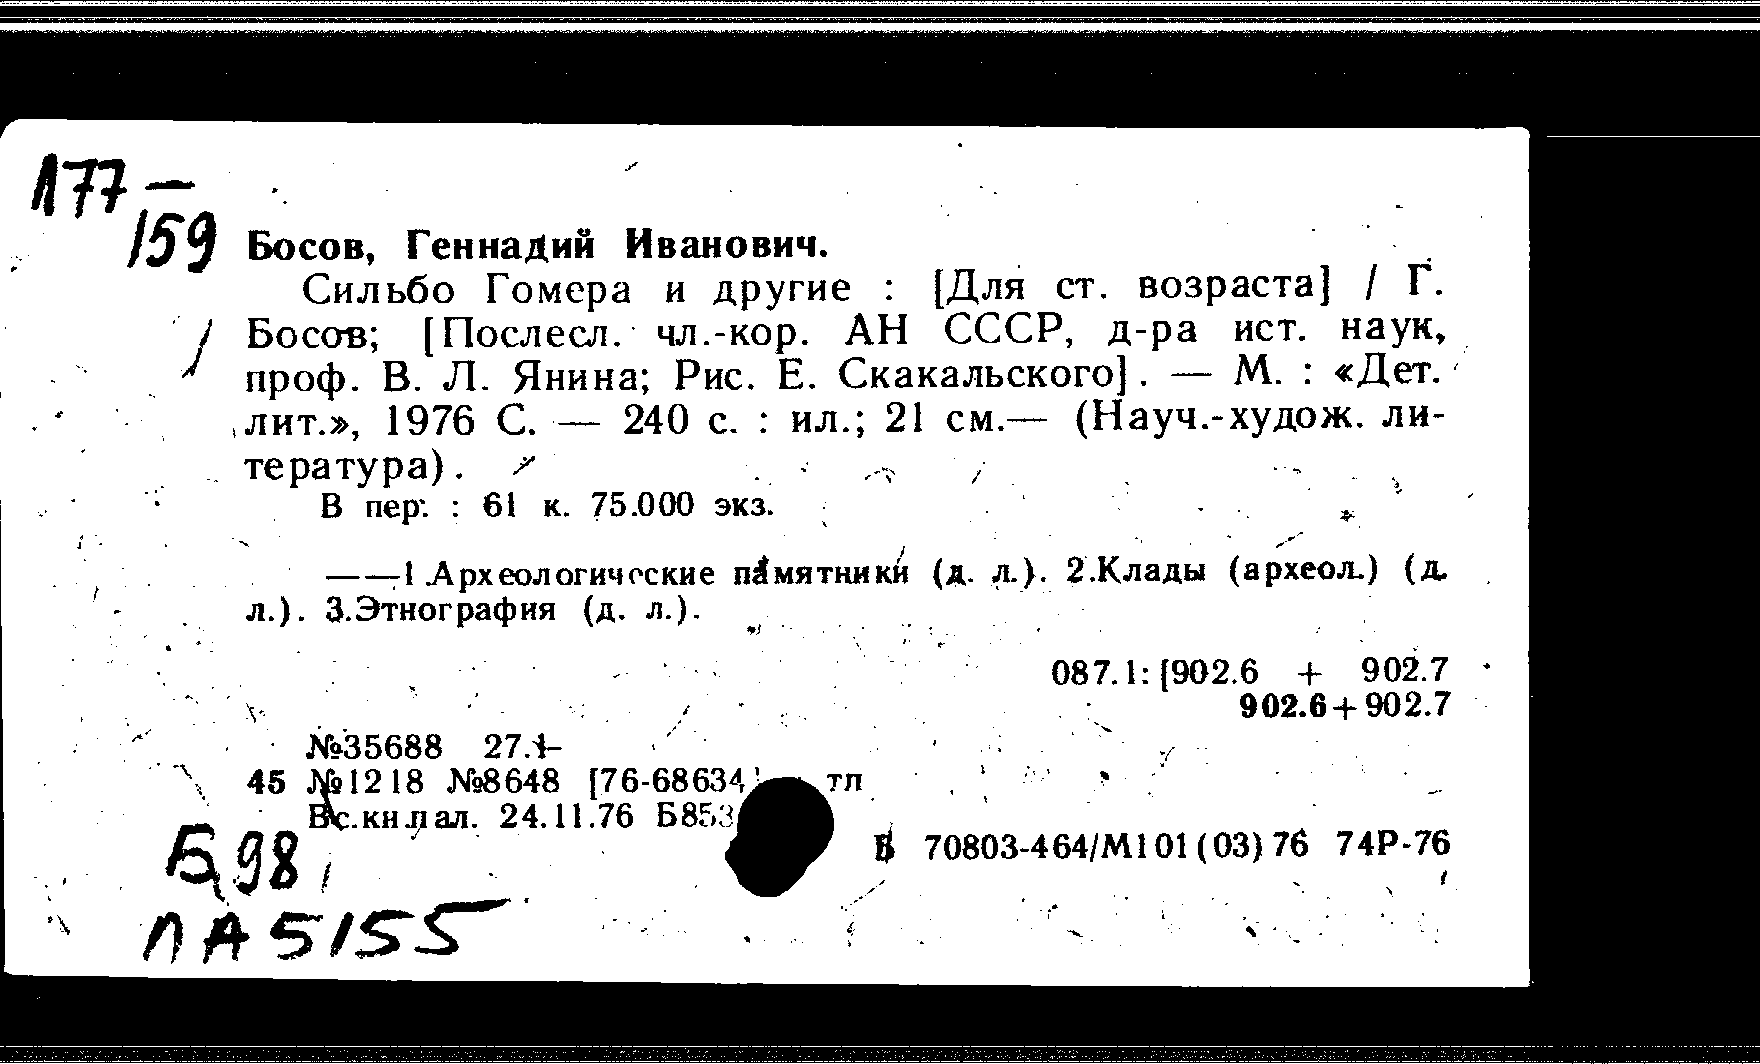 П77–
159
Босов, Геннадий Иванович.
Сильбо Гомера и другие : [Для ст. возраста] / Г.
Босов; [Послесл. чл.-кор. АН СССР, д-ра ист. наук,
проф. В. Л. Янина; Рис. Е. Скакальского]. — М. : «Дет.
лит.», 1976 С. — 240 с. : ил.; 21 см.— (Науч.-худож. ли-
тература).
В пер. : 61 к. 75.000 экз.
——1.Археологические памятники (д. л.). 2.Клады (археол.) (д.
л.). 3.Этнография (д. л.).
087.1: [902.6 + 902.7
902.6+902.7
№35688 27.1-
45 №1218 №8648 [76-68634] тп
Вс.кн.пал. 24.11.76 Б853
Б 70803-464/М101(03)76 74Р-76
Б98
ЛА5155